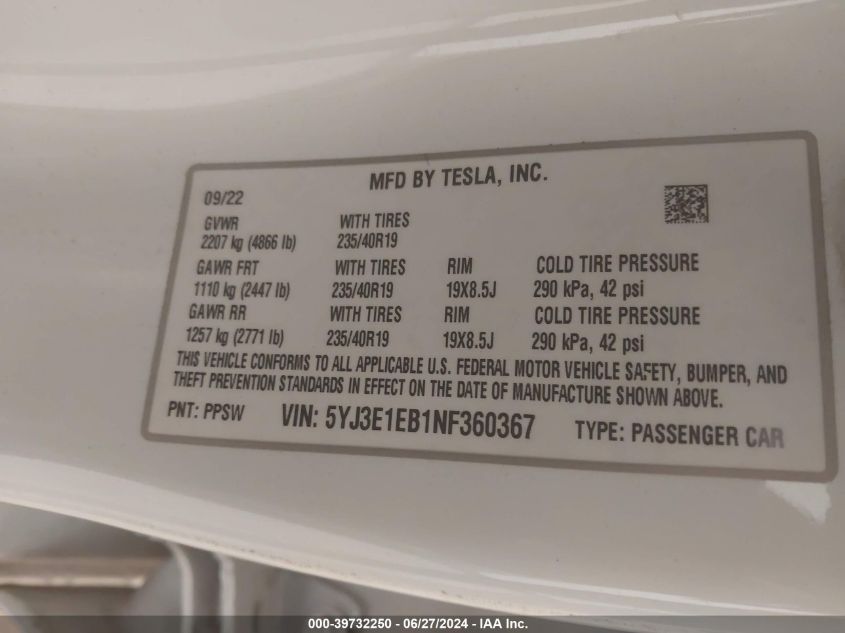 MFD BY TESLA, INC.
09/22
GVWR WITH TIRES
2207 kg (4866 lb) 235/40R19
GAWR FRT WITH TIRES RIM COLD TIRE PRESSURE
1110 kg (2447 lb) 235/40R19 19X8.5J 290 kPa, 42 psi
GAWR RR WITH TIRES RIM COLD TIRE PRESSURE
1257 kg (2771 lb) 235/40R19 19X8.5J 290 kPa, 42 psi
THIS VEHICLE CONFORMS TO ALL APPLICABLE U.S. FEDERAL MOTOR VEHICLE SAFETY, BUMPER, AND
THEFT PREVENTION STANDARDS IN EFFECT ON THE DATE OF MANUFACTURE SHOWN ABOVE.
PNT: PPSW VIN: 5YJ3E1EB1NF360367 TYPE: PASSENGER CAR
000-39732250 - 06/27/2024 - IAA Inc.